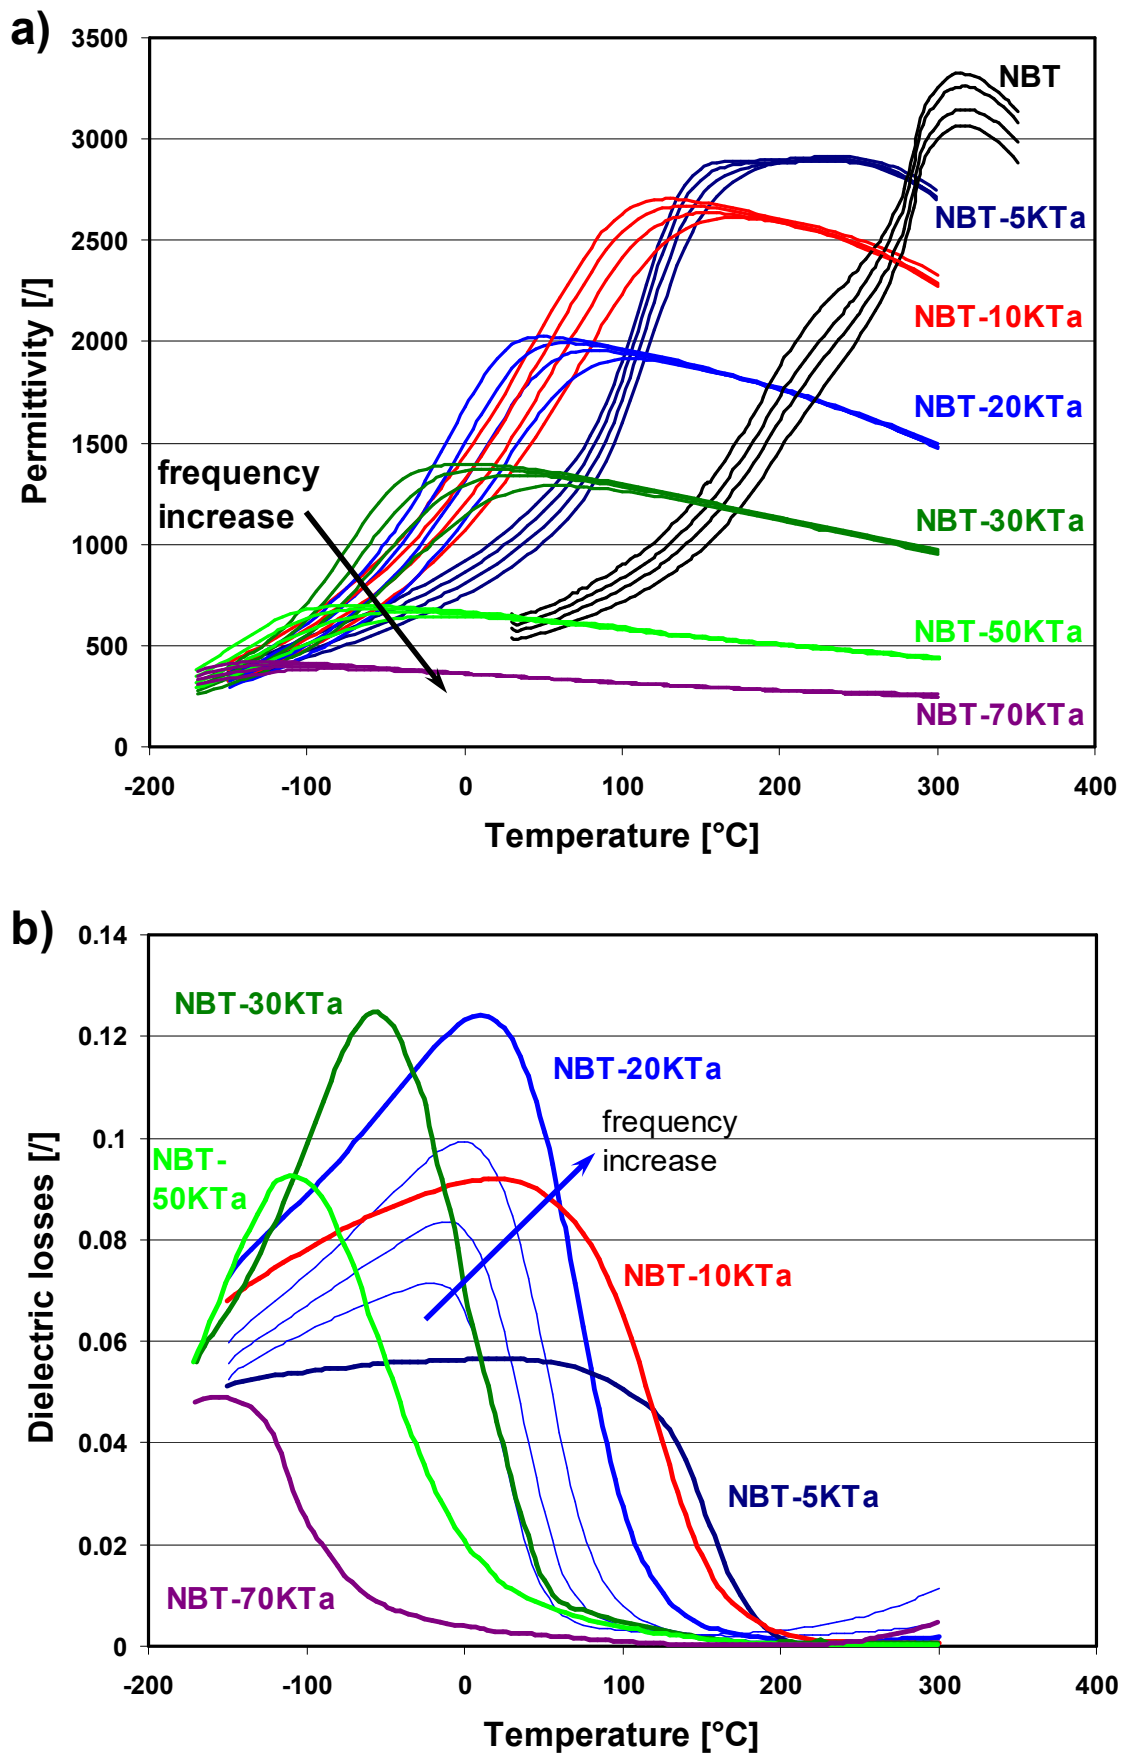 a)
3500
3000
2500
2000
1500
1000
500
0
Permittivity [/]
NBT
NBT-5KTa
NBT-10KTa
NBT-20KTa
frequency
increase
NBT-30KTa
NBT-50KTa
NBT-70KTa
-200
-100
0
100
200
300
400
Temperature [°C]
b)
0.14
0.12
0.1
0.08
0.06
0.04
0.02
0
Dielectric losses [/]
NBT-30KTa
NBT-20KTa
frequency
increase
NBT-
50KTa
NBT-10KTa
NBT-5KTa
NBT-70KTa
-200
-100
0
100
200
300
400
Temperature [°C]